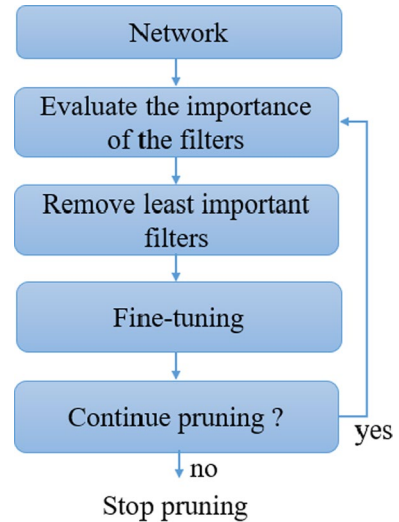 Network
Evaluate the importance
of the filters
Remove least important
filters
Fine-tuning
Continue pruning ?
yes
no
Stop pruning